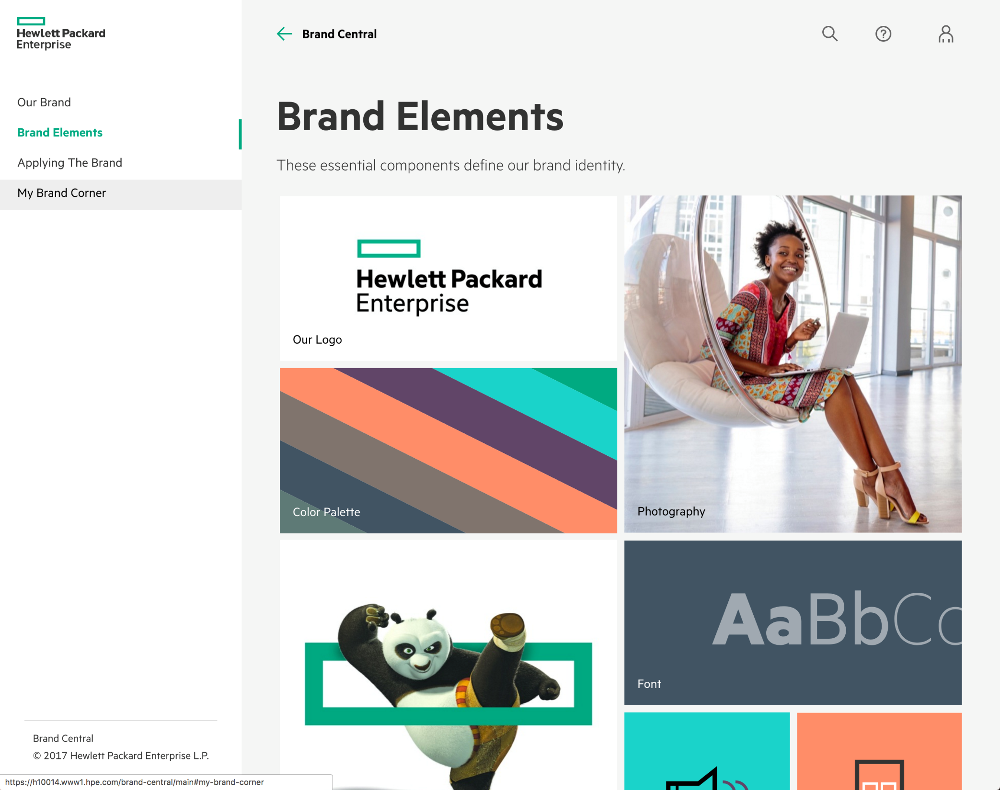 Hewlett Packard
Enterprise
Our Brand
Brand Elements
Applying The Brand
My Brand Corner
Brand Central
© 2017 Hewlett Packard Enterprise L.P.
https://h10014.www1.hpe.com/brand-central/main#my-brand-corner
Brand Central
Brand Elements
These essential components define our brand identity.
Hewlett Packard
Enterprise
Our Logo
Color Palette
Photography
AaBbCc
Font